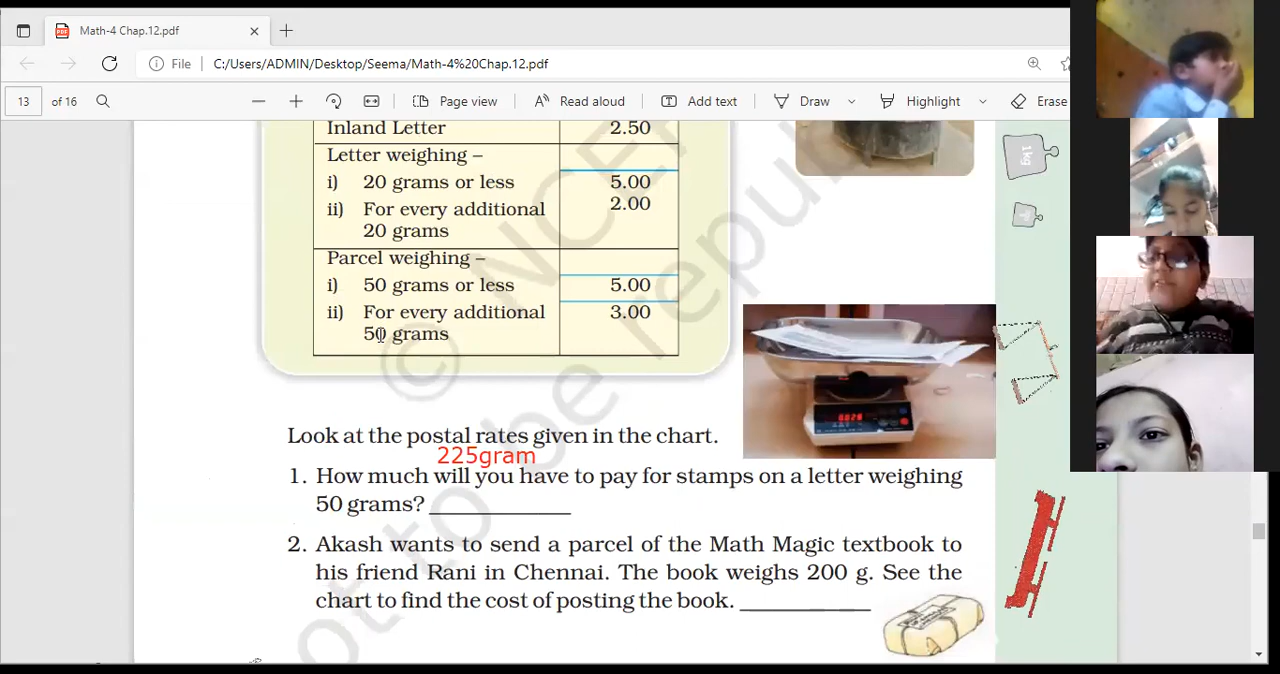 Math-4 Chap.12.pdf
File C:/Users/ADMIN/Desktop/Seema/Math-4%20Chap.12.pdf
13 of 16 Page view Read aloud Add text Draw Highlight Erase
Inland Letter 2.50
Letter weighing –
i) 20 grams or less 5.00
ii) For every additional 2.00
20 grams
Parcel weighing –
i) 50 grams or less 5.00
ii) For every additional 3.00
50 grams
1kg
Look at the postal rates given in the chart.
225gram
1. How much will you have to pay for stamps on a letter weighing
50 grams?
2. Akash wants to send a parcel of the Math Magic textbook to
his friend Rani in Chennai. The book weighs 200 g. See the
chart to find the cost of posting the book.